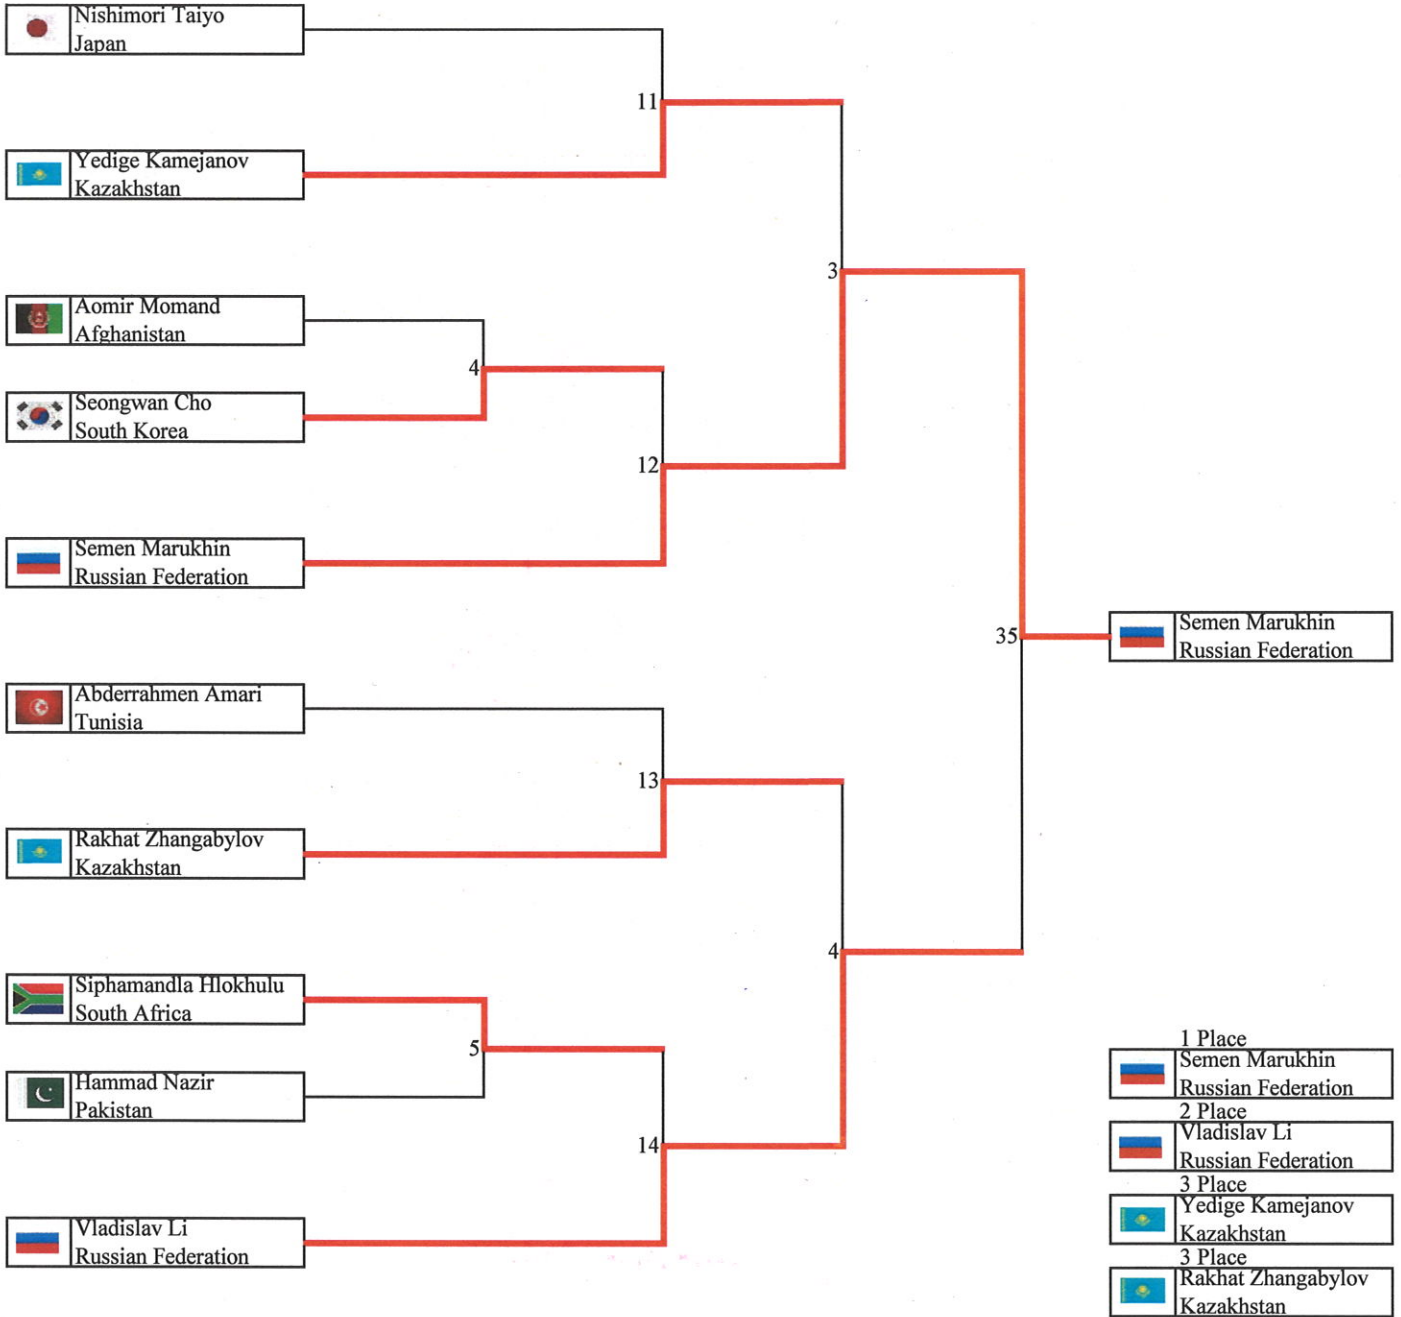 Nishimori Taiyo
Japan
11
Yedige Kamejanov
Kazakhstan
3
Aomir Momand
Afghanistan
4
Seongwan Cho
South Korea
12
Semen Marukhin
Russian Federation
35
Semen Marukhin
Russian Federation
Abderrahmen Amari
Tunisia
13
Rakhat Zhangabylov
Kazakhstan
4
Siphamandla Hlokhulu
South Africa
5
Hammad Nazir
Pakistan
14
Vladislav Li
Russian Federation
1 Place
Semen Marukhin
Russian Federation
2 Place
Vladislav Li
Russian Federation
3 Place
Yedige Kamejanov
Kazakhstan
3 Place
Rakhat Zhangabylov
Kazakhstan